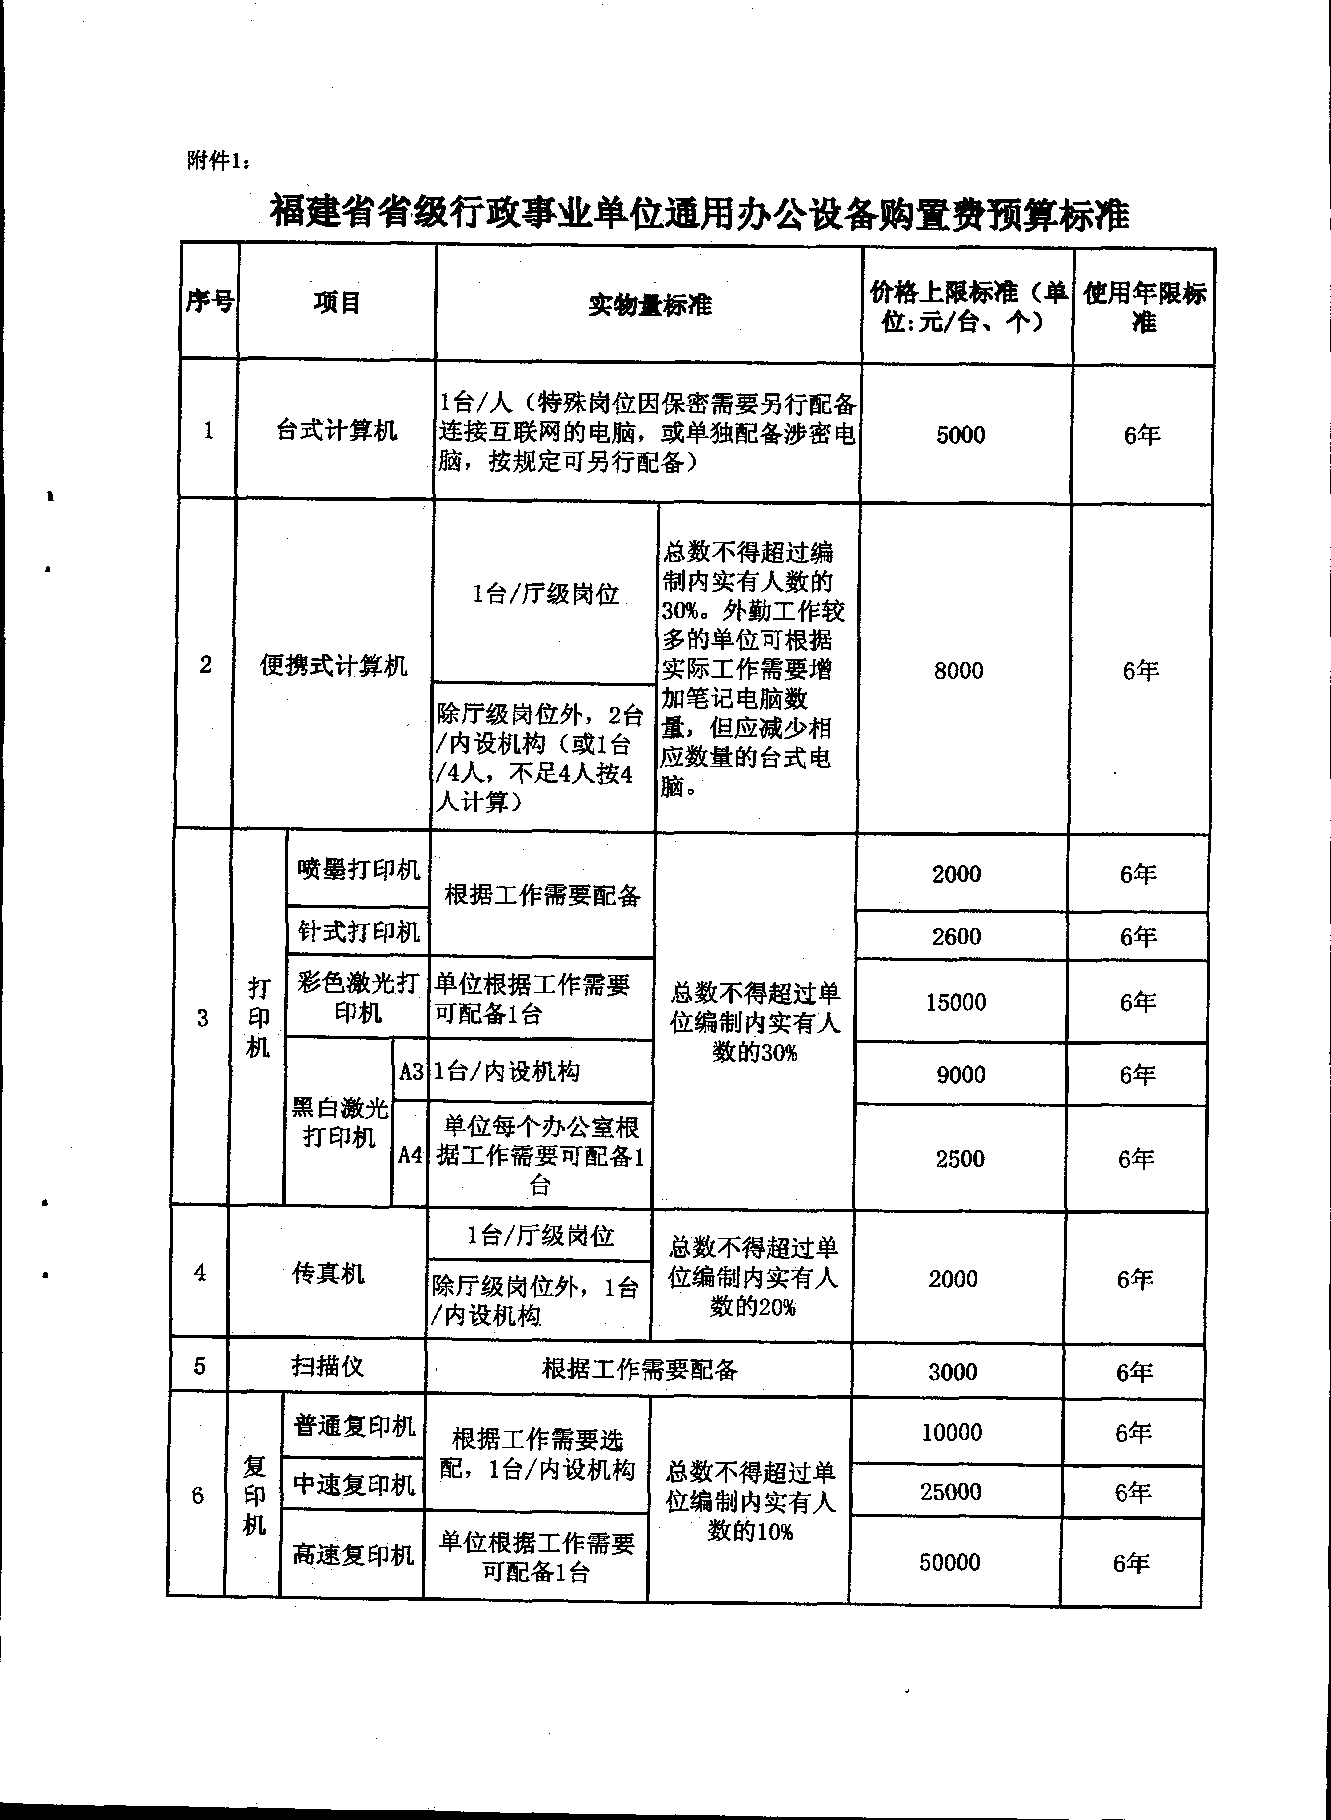 附件1:
福建省省级行政事业单位通用办公设备购置费预算标准
序号
项目
实物量标准
价格上限标准（单
位:元/台、个）
使用年限标
准
1
台式计算机
1台/人（特殊岗位因保密需要另行配备
连接互联网的电脑，或单独配备涉密电
脑，按规定可另行配备）
5000
6年
2
便携式计算机
1台/厅级岗位
除厅级岗位外，2台
/内设机构（或1台
/4人，不足4人按4
人计算）
总数不得超过编
制内实有人数的
30%。外勤工作较
多的单位可根据
实际工作需要增
加笔记电脑数
量，但应减少相
应数量的台式电
脑。
8000
6年
3
打
印
机
喷墨打印机
根据工作需要配备
总数不得超过单
位编制内实有人
数的30%
2000
6年
针式打印机
2600
6年
彩色激光打
印机
单位根据工作需要
可配备1台
15000
6年
黑白激光
打印机
A3
1台/内设机构
9000
6年
A4
单位每个办公室根
据工作需要可配备1
台
2500
6年
4
传真机
1台/厅级岗位
除厅级岗位外，1台
/内设机构
总数不得超过单
位编制内实有人
数的20%
2000
6年
5
扫描仪
根据工作需要配备
3000
6年
6
复
印
机
普通复印机
根据工作需要选
配，1台/内设机构
总数不得超过单
位编制内实有人
数的10%
10000
6年
中速复印机
25000
6年
高速复印机
单位根据工作需要
可配备1台
50000
6年